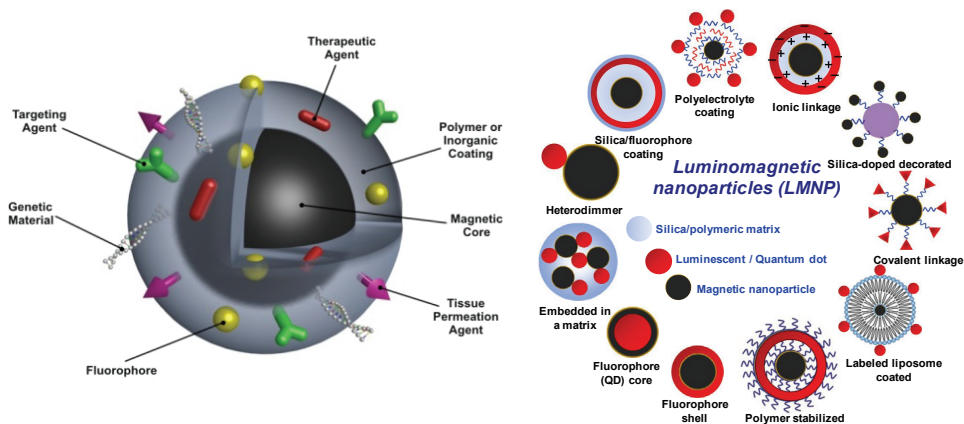 Therapeutic
Agent
Targeting
Agent
Polymer or
Inorganic
Coating
Genetic
Material
Magnetic
Core
Tissue
Permeation
Agent
Fluorophore
Polyelectrolyte
coating
Ionic linkage
Silica/fluorophore
coating
Silica-doped decorated
Luminomagnetic
nanoparticles (LMNP)
Heterodimmer
Silica/polymeric matrix
Luminescent / Quantum dot
Covalent linkage
Magnetic nanoparticle
Embedded in
a matrix
Fluorophore
(QD) core
Labeled liposome
coated
Fluorophore
shell
Polymer stabilized